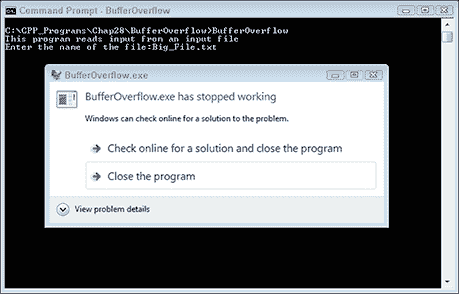 Command Prompt - BufferOverflow
C:\CPP_Programs\Chap28\BufferOverflow>BufferOverflow
This program reads input from an input file
Enter the name of the file:Big_File.txt
BufferOverflow.exe
BufferOverflow.exe has stopped working
Windows can check online for a solution to the problem.
Check online for a solution and close the program
Close the program
View problem details